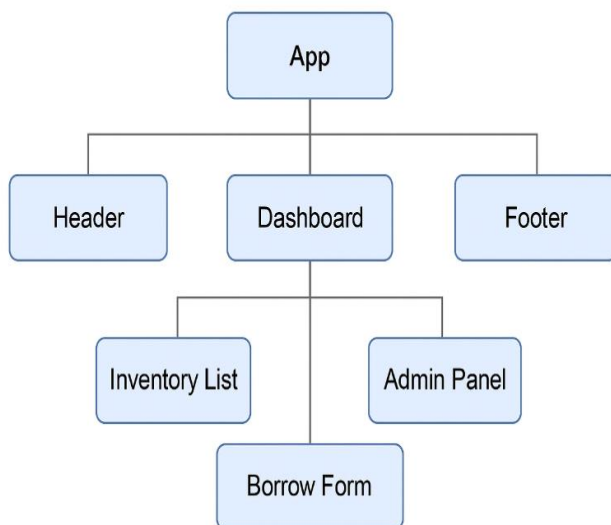 App
Header
Dashboard
Footer
Inventory List
Admin Panel
Borrow Form